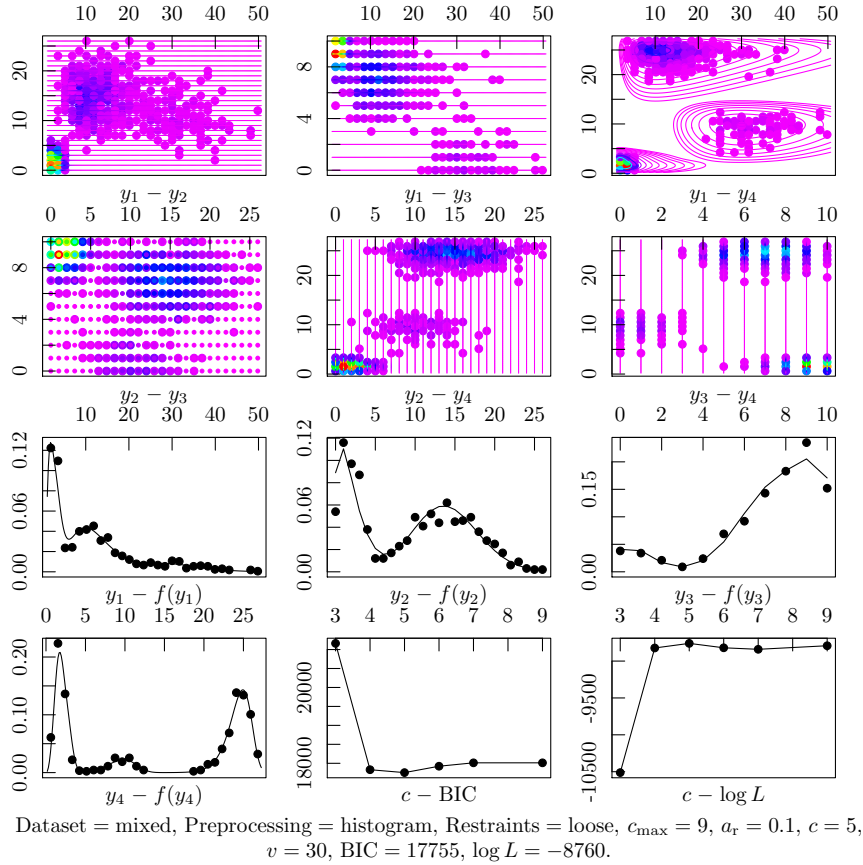 10 20 30 40 50
0 10 20
y₁ − y₂
10 20 30 40 50
0 4 8
y₁ − y₃
10 20 30 40 50
0 10 20
y₁ − y₄
0 5 10 15 20 25
0 4 8
y₂ − y₃
0 5 10 15 20 25
0 10 20
y₂ − y₄
0 2 4 6 8 10
0 10 20
y₃ − y₄
10 20 30 40 50
0.00 0.06 0.12
y₁ − f(y₁)
0 5 10 15 20 25
0.00 0.06 0.12
y₂ − f(y₂)
0 2 4 6 8 10
0.00 0.15
y₃ − f(y₃)
0 5 10 15 20 25
0.00 0.10 0.20
y₄ − f(y₄)
3 4 5 6 7 8 9
18000 20000
c − BIC
3 4 5 6 7 8 9
-10500 -9500
c − log L
Dataset = mixed, Preprocessing = histogram, Restraints = loose, c_max = 9, a_r = 0.1, c = 5,
v = 30, BIC = 17755, log L = −8760.